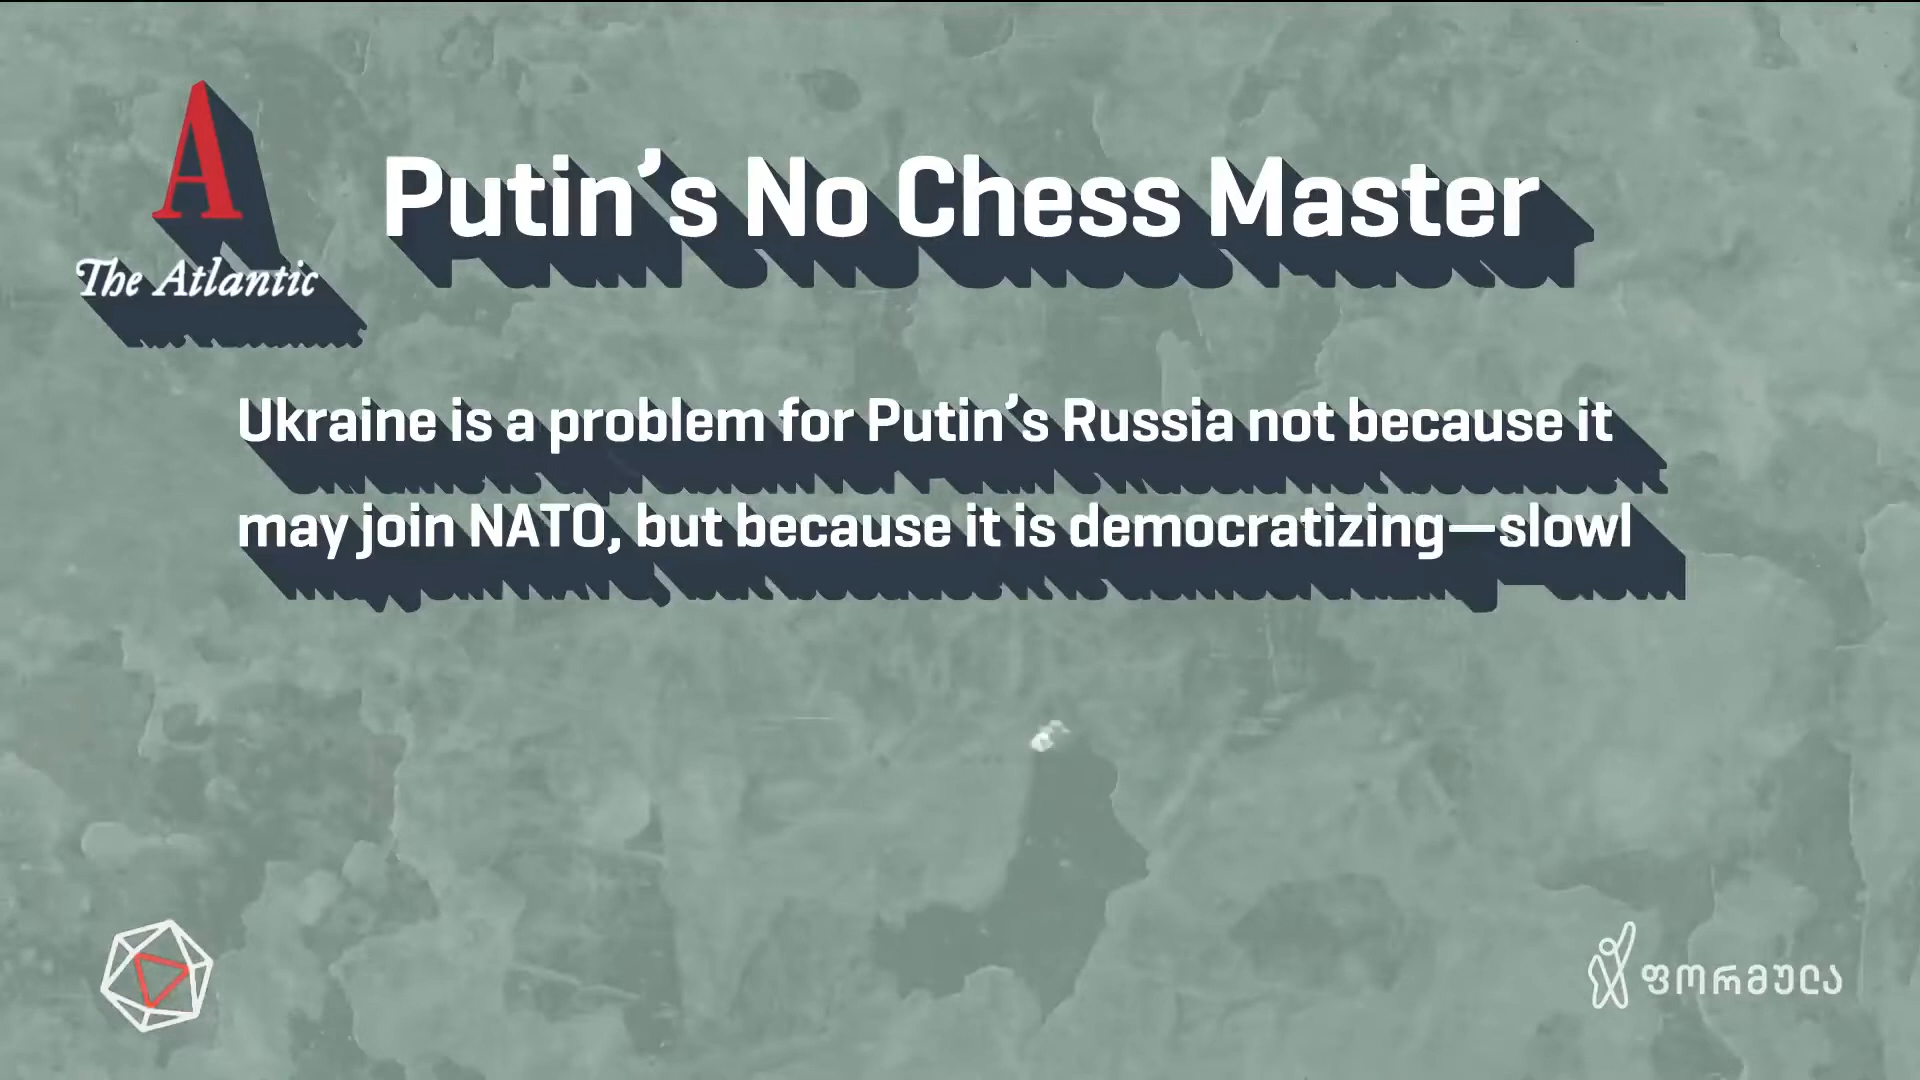 A
The Atlantic
Putin’s No Chess Master
Ukraine is a problem for Putin’s Russia not because it
may join NATO, but because it is democratizing—slowl
ფორმულა